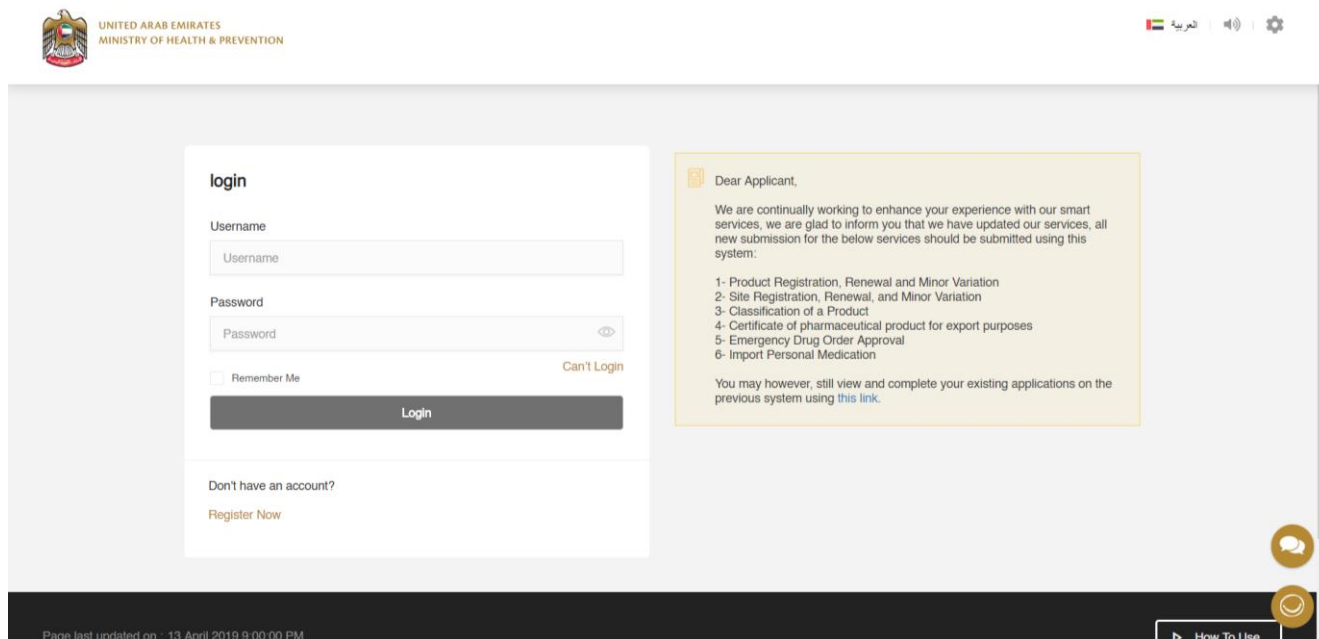 UNITED ARAB EMIRATES
MINISTRY OF HEALTH & PREVENTION
العربية
login
Username
Username
Password
Password
Can't Login
Remember Me
Login
Don't have an account?
Register Now
Dear Applicant,
We are continually working to enhance your experience with our smart
services, we are glad to inform you that we have updated our services, all
new submission for the below services should be submitted using this
system:
1- Product Registration, Renewal and Minor Variation
2- Site Registration, Renewal, and Minor Variation
3- Classification of a Product
4- Certificate of pharmaceutical product for export purposes
5- Emergency Drug Order Approval
6- Import Personal Medication
You may however, still view and complete your existing applications on the
previous system using this link.
Page last updated on : 13 April 2019 9:00:00 PM
How To Use